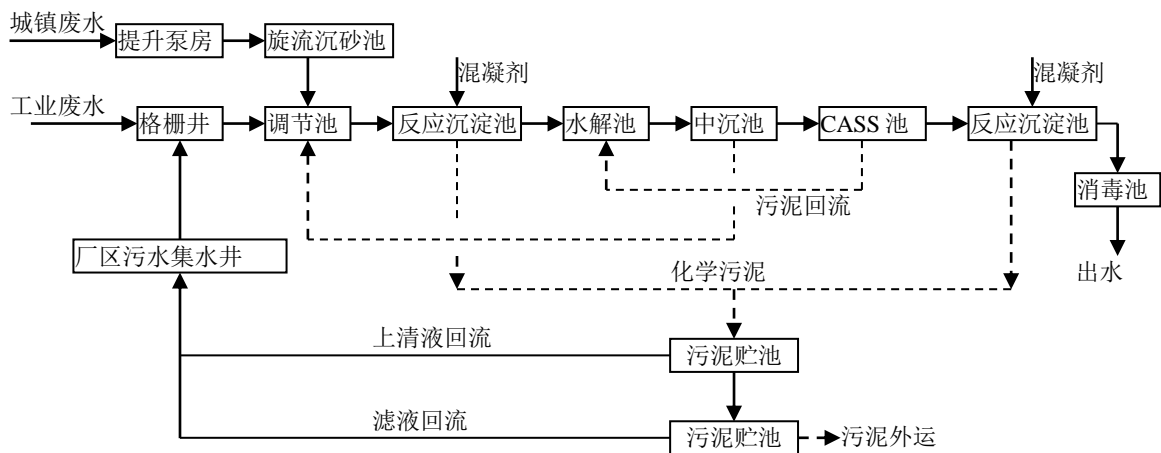 城镇废水
提升泵房
旋流沉砂池
混凝剂
混凝剂
工业废水
格栅井
调节池
反应沉淀池
水解池
中沉池
CASS 池
反应沉淀池
消毒池
污泥回流
厂区污水集水井
化学污泥
出水
上清液回流
污泥贮池
滤液回流
污泥贮池
污泥外运